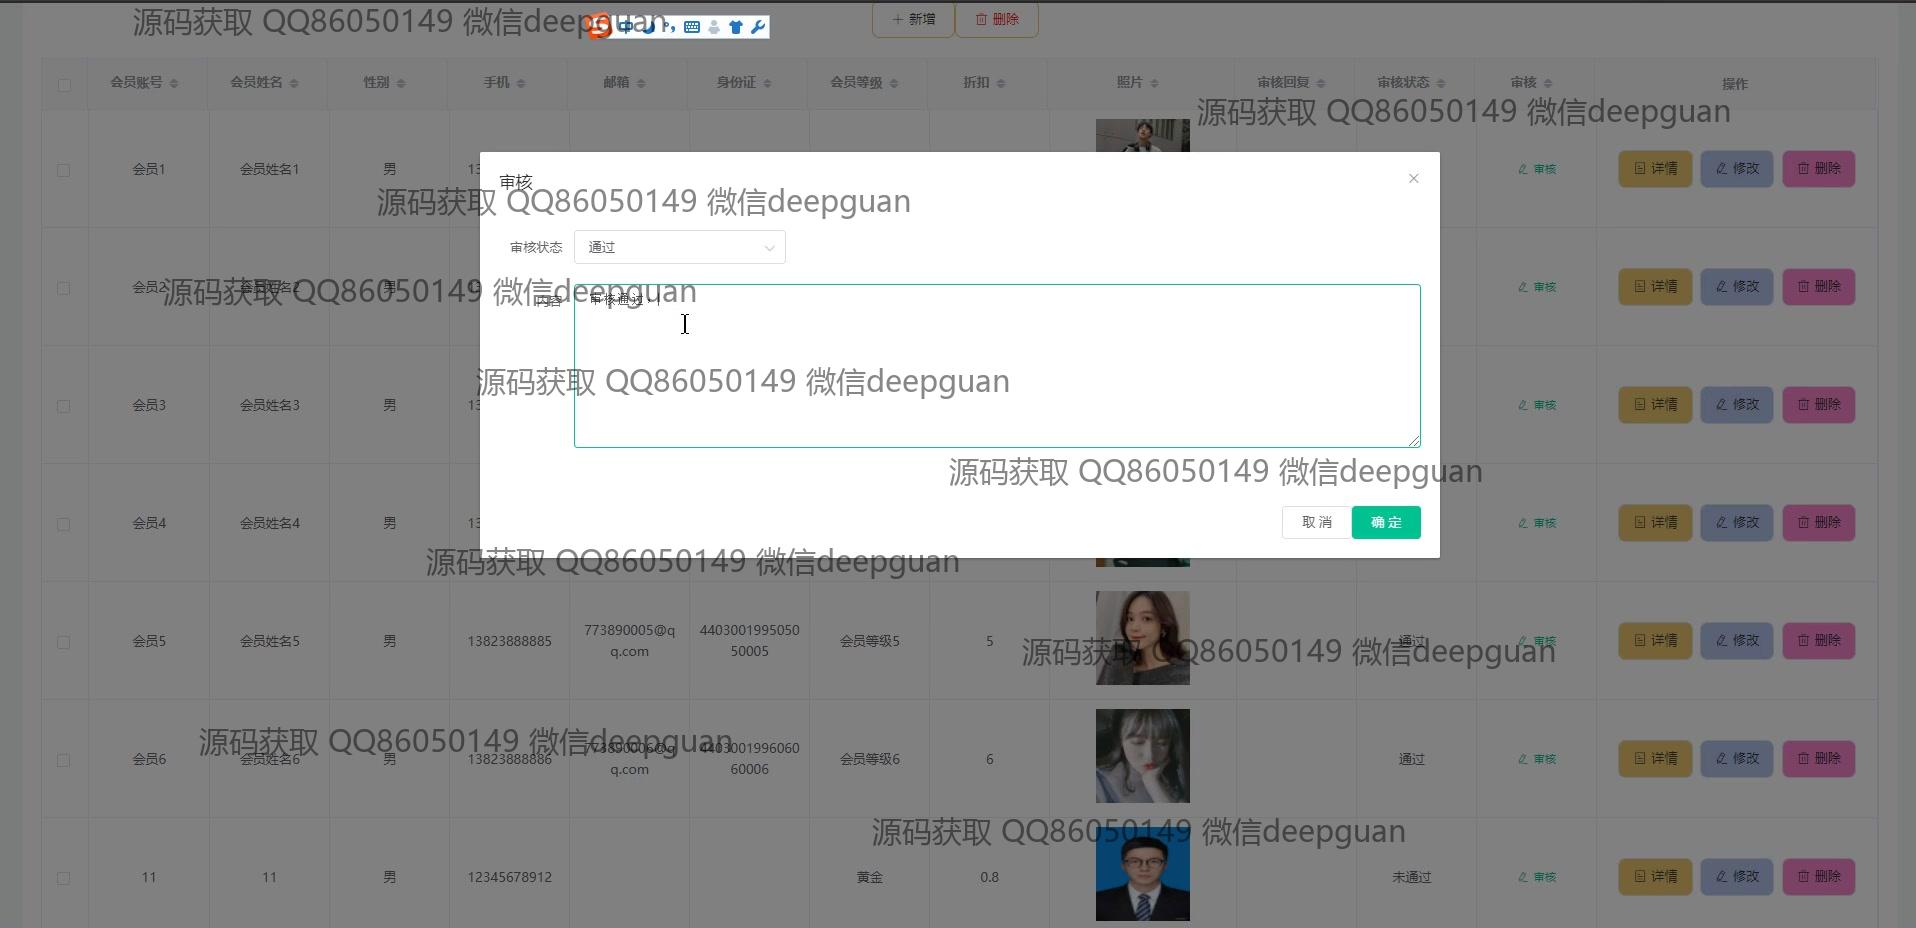 源码获取 QQ86050149 微信deepguan
中
新增
删除
会员账号 会员姓名 性别 手机 邮箱 身份证 会员等级 折扣 照片 审核回复 审核状态 审核 操作
源码获取 QQ86050149 微信deepguan
会员1 会员姓名1 男 13 审核 详情 修改 删除
审核
源码获取 QQ86050149 微信deepguan
审核状态 通过
会员2 会员姓名2 男 审核 详情 修改 删除
源码获取 QQ86050149 微信deepguan
内容 审核通过,
源码获取 QQ86050149 微信deepguan
会员3 会员姓名3 男 13 审核 详情 修改 删除
源码获取 QQ86050149 微信deepguan
取消 确定
会员4 会员姓名4 男 13 审核 详情 修改 删除
源码获取 QQ86050149 微信deepguan
773890005@q 4403001995050
会员5 会员姓名5 男 13823888885 会员等级5 5 通过 审核 详情 修改 删除
q.com 50005
源码获取 QQ86050149 微信deepguan
源码获取 QQ86050149 微信deepguan
773890006@q 4403001996060
会员6 会员姓名6 男 13823888886 会员等级6 6 通过 审核 详情 修改 删除
q.com 60006
源码获取 QQ86050149 微信deepguan
11 11 男 12345678912 黄金 0.8 未通过 审核 详情 修改 删除